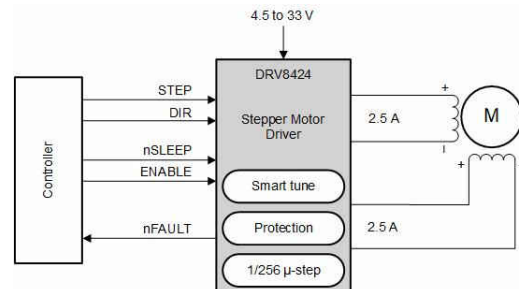 4.5 to 33 V
DRV8424
Stepper Motor
Driver
Controller
STEP
DIR
nSLEEP
ENABLE
nFAULT
Smart tune
Protection
1/256 µ-step
+
2.5 A
M
–
+
2.5 A